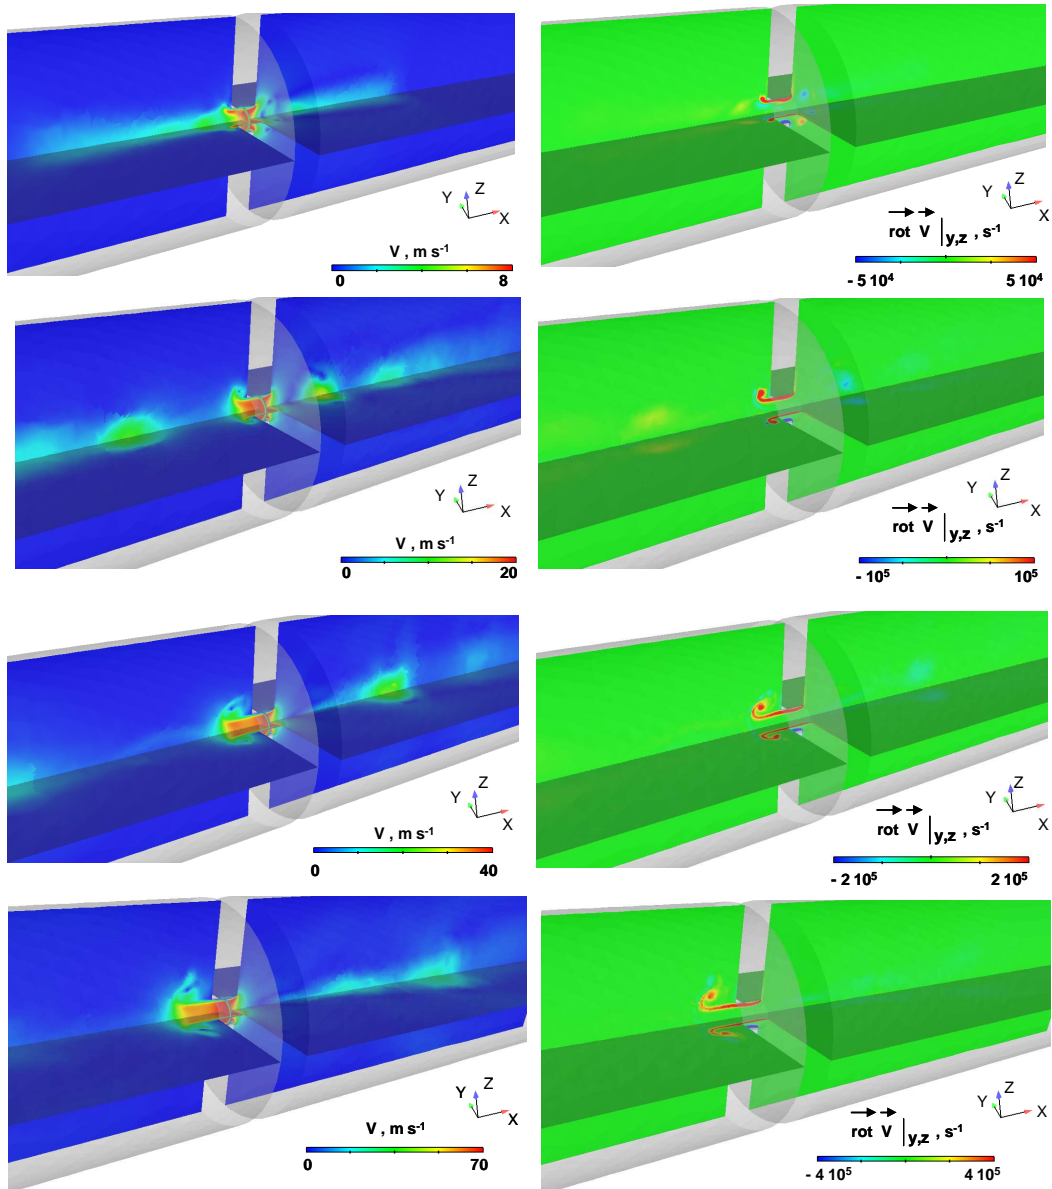 Y Z X
V , m s-1
0 8
Y Z X
rot V |y,z , s-1
- 5 10⁴ 5 10⁴
Y Z X
V , m s-1
0 20
Y Z X
rot V |y,z , s-1
- 10⁵ 10⁵
Y Z X
V , m s-1
0 40
Y Z X
rot V |y,z , s-1
- 2 10⁵ 2 10⁵
Y Z X
V , m s-1
0 70
Y Z X
rot V |y,z , s-1
- 4 10⁵ 4 10⁵